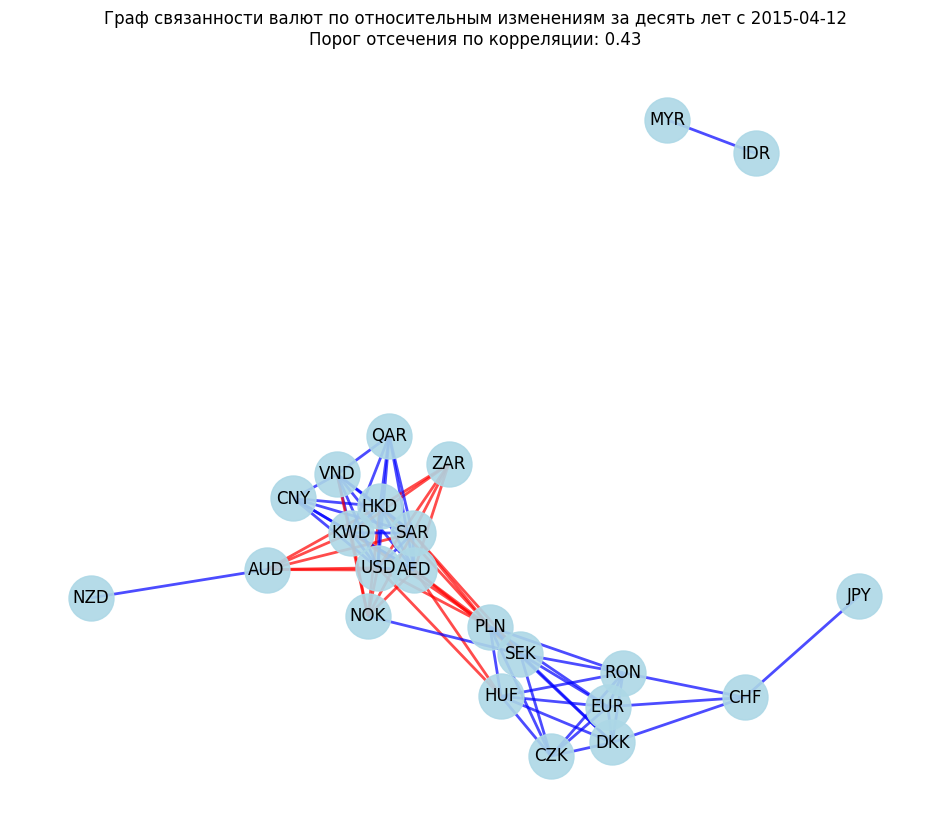 Граф связанности валют по относительным изменениям за десять лет с 2015-04-12
Порог отсечения по корреляции: 0.43
MYR
IDR
QAR
ZAR
VND
CNY
HKD
KWD
SAR
AUD
USD
AED
NZD
JPY
NOK
PLN
SEK
RON
HUF
EUR
CHF
DKK
CZK